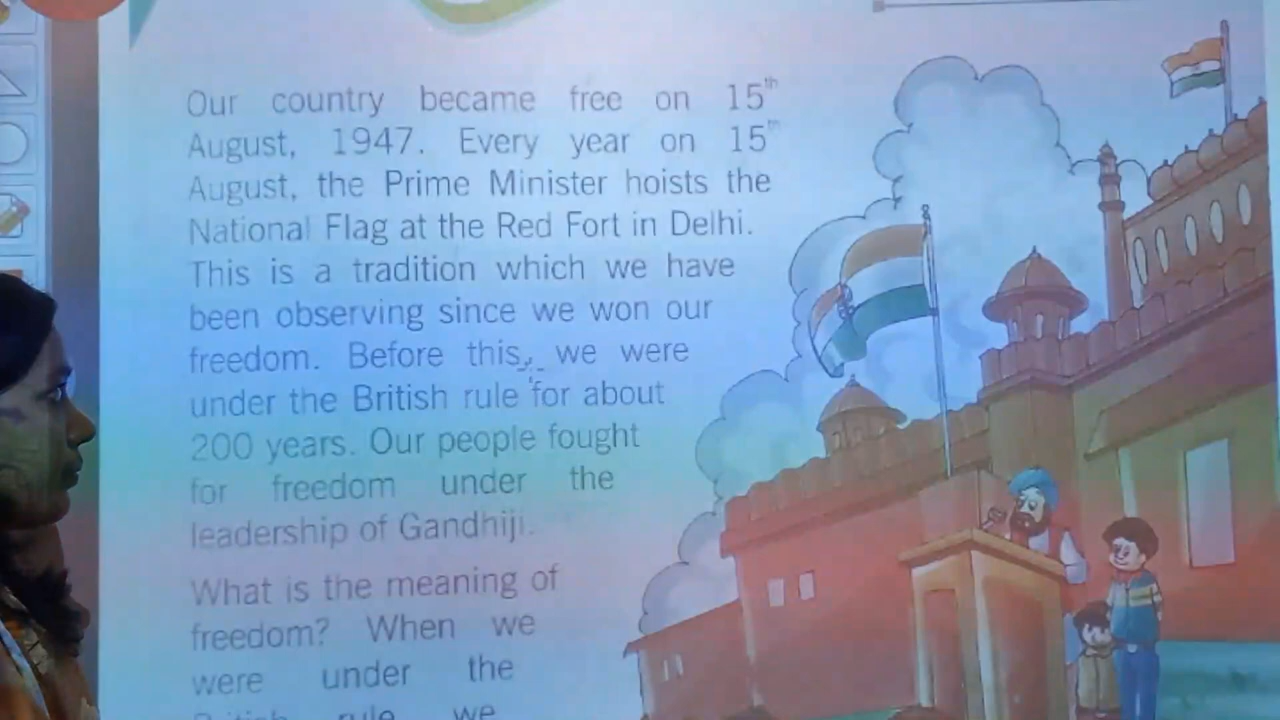 Our country became free on 15th
August, 1947. Every year on 15th
August, the Prime Minister hoists the
National Flag at the Red Fort in Delhi.
This is a tradition which we have
been observing since we won our
freedom. Before this, we were
under the British rule for about
200 years. Our people fought
for freedom under the
leadership of Gandhiji.
What is the meaning of
freedom? When we
were under the
British rule we